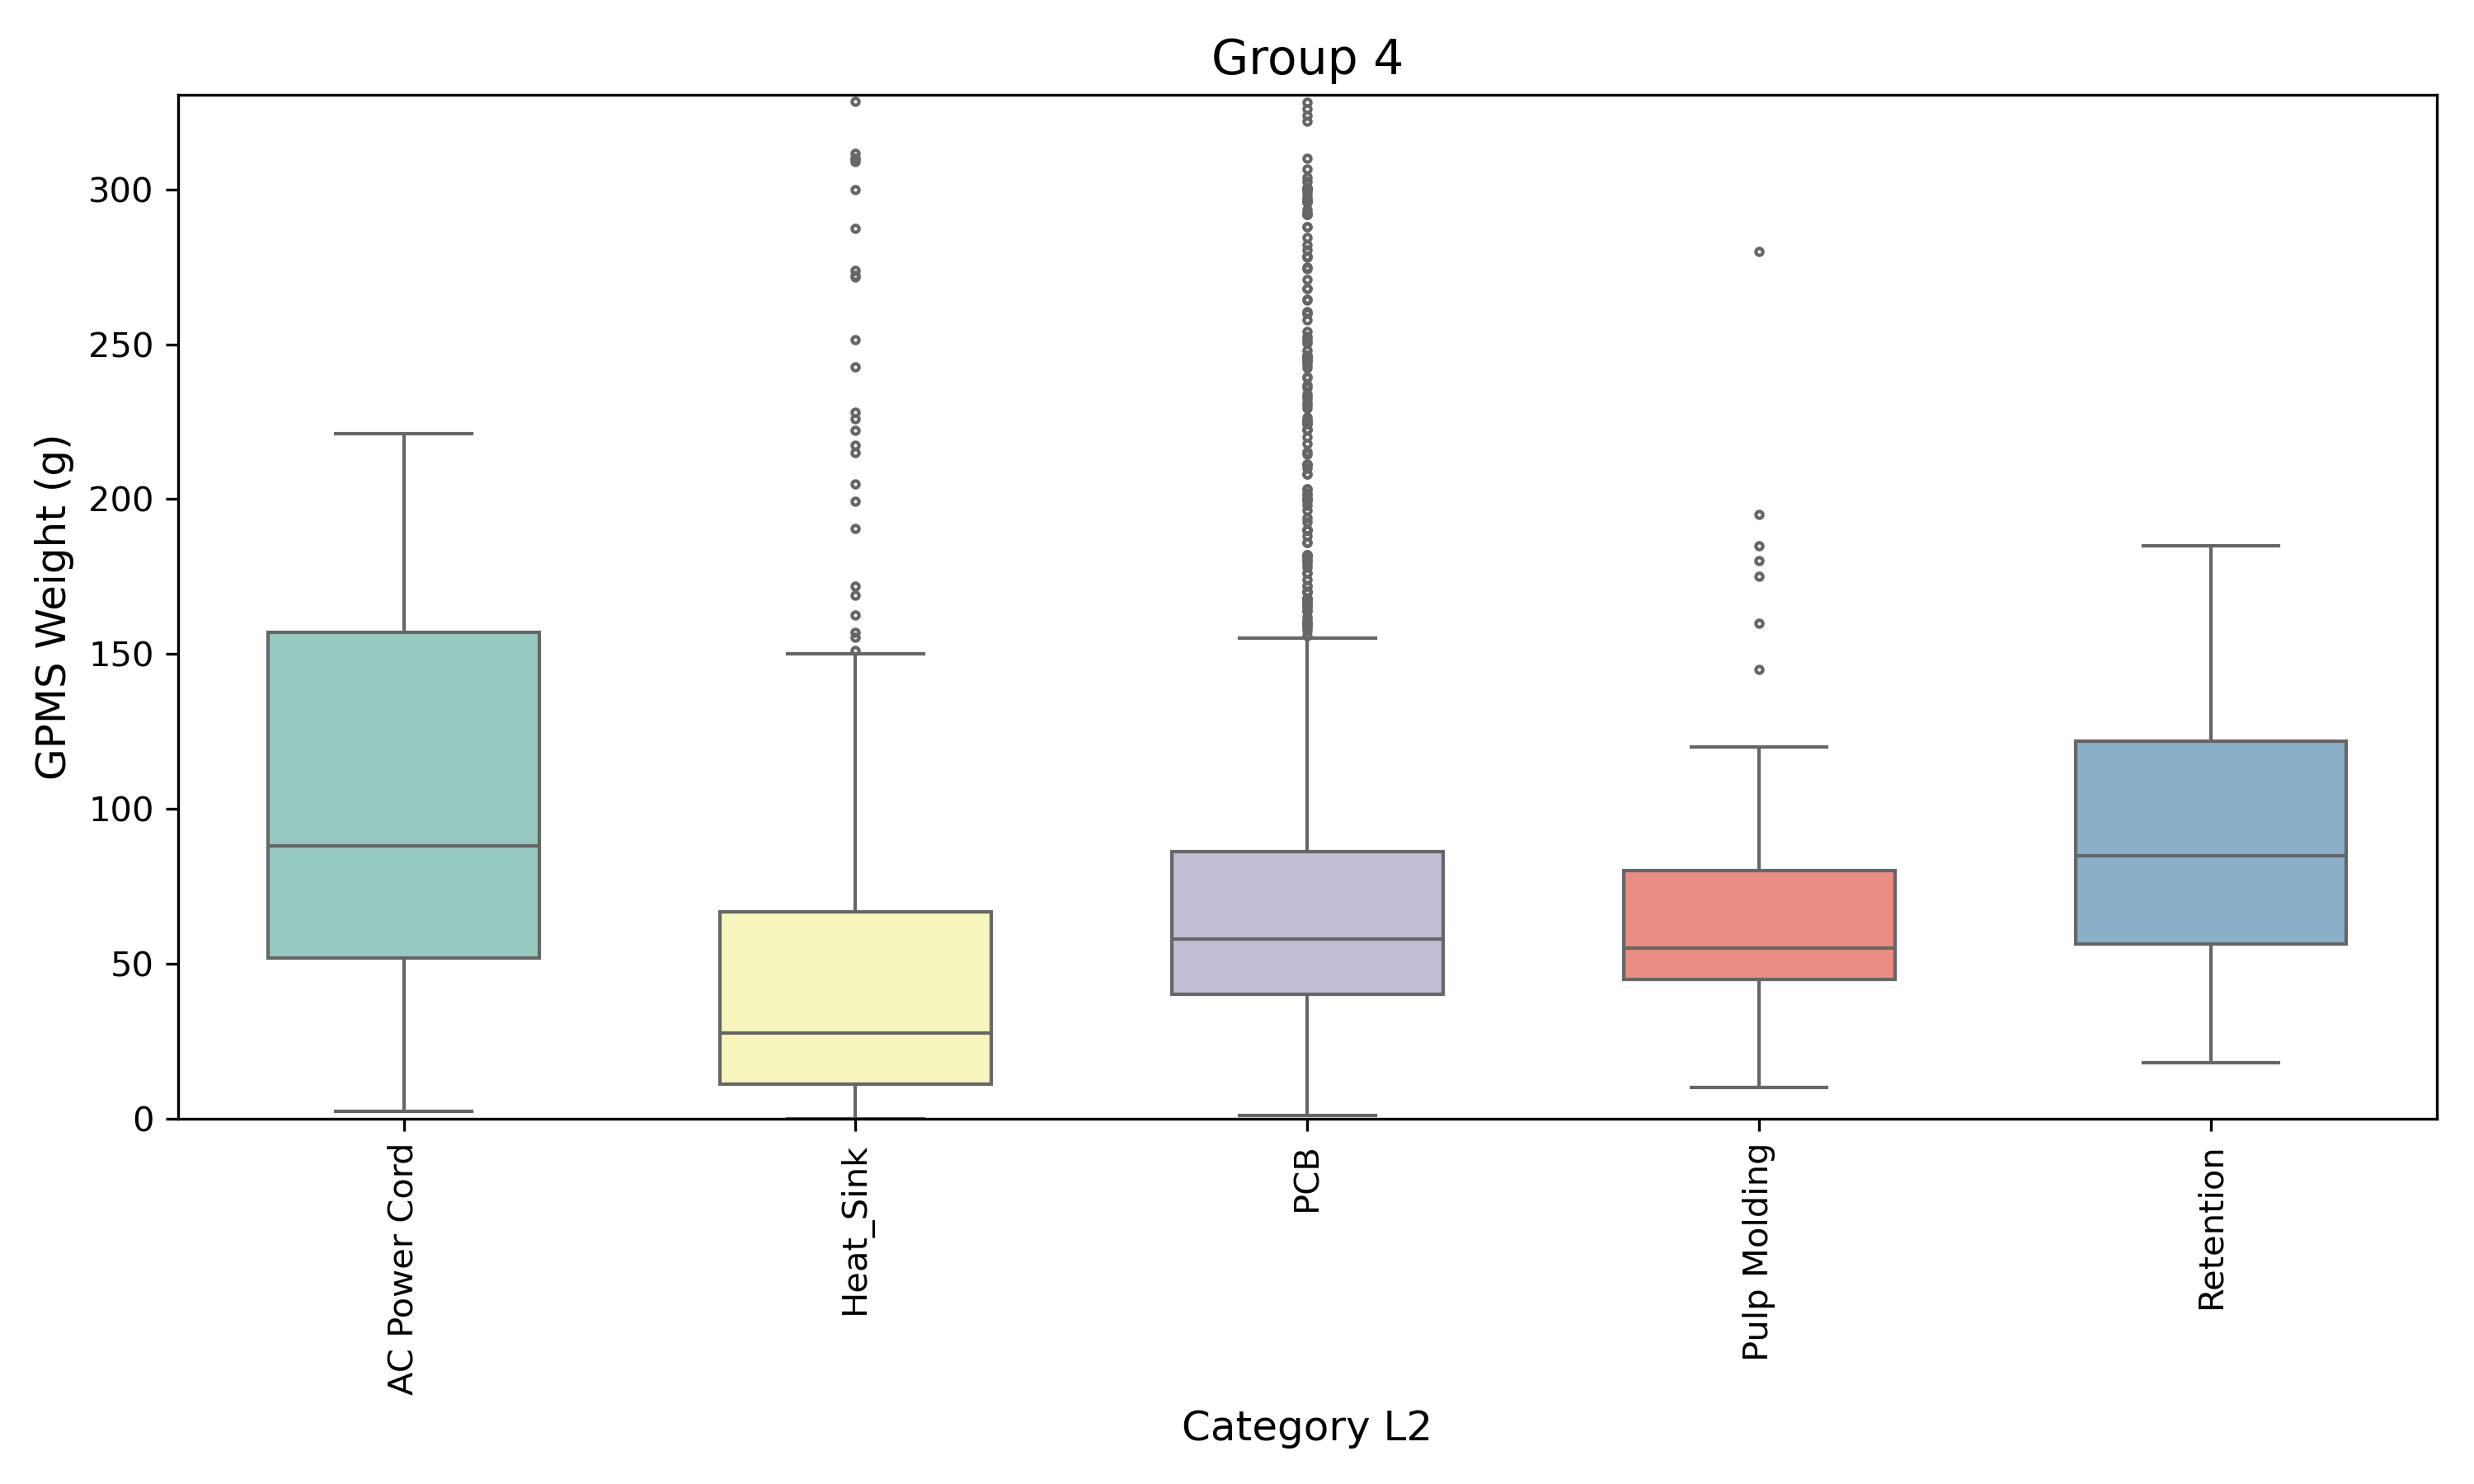 Group 4
GPMS Weight (g)
300
250
200
150
100
50
0
AC Power Cord
Heat_Sink
PCB
Pulp Molding
Retention
Category L2